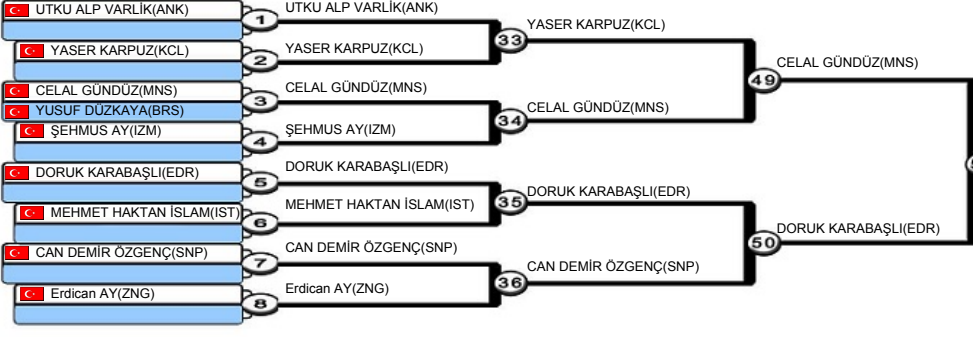 UTKU ALP VARLİK(ANK)
1
UTKU ALP VARLİK(ANK)
33
YASER KARPUZ(KCL)
YASER KARPUZ(KCL)
2
YASER KARPUZ(KCL)
49
CELAL GÜNDÜZ(MNS)
CELAL GÜNDÜZ(MNS)
YUSUF DÜZKAYA(BRS)
3
CELAL GÜNDÜZ(MNS)
34
CELAL GÜNDÜZ(MNS)
ŞEHMUS AY(IZM)
4
ŞEHMUS AY(IZM)
DORUK KARABAŞLI(EDR)
5
DORUK KARABAŞLI(EDR)
35
DORUK KARABAŞLI(EDR)
MEHMET HAKTAN İSLAM(IST)
6
MEHMET HAKTAN İSLAM(IST)
50
DORUK KARABAŞLI(EDR)
CAN DEMİR ÖZGENÇ(SNP)
7
CAN DEMİR ÖZGENÇ(SNP)
36
CAN DEMİR ÖZGENÇ(SNP)
Erdican AY(ZNG)
8
Erdican AY(ZNG)